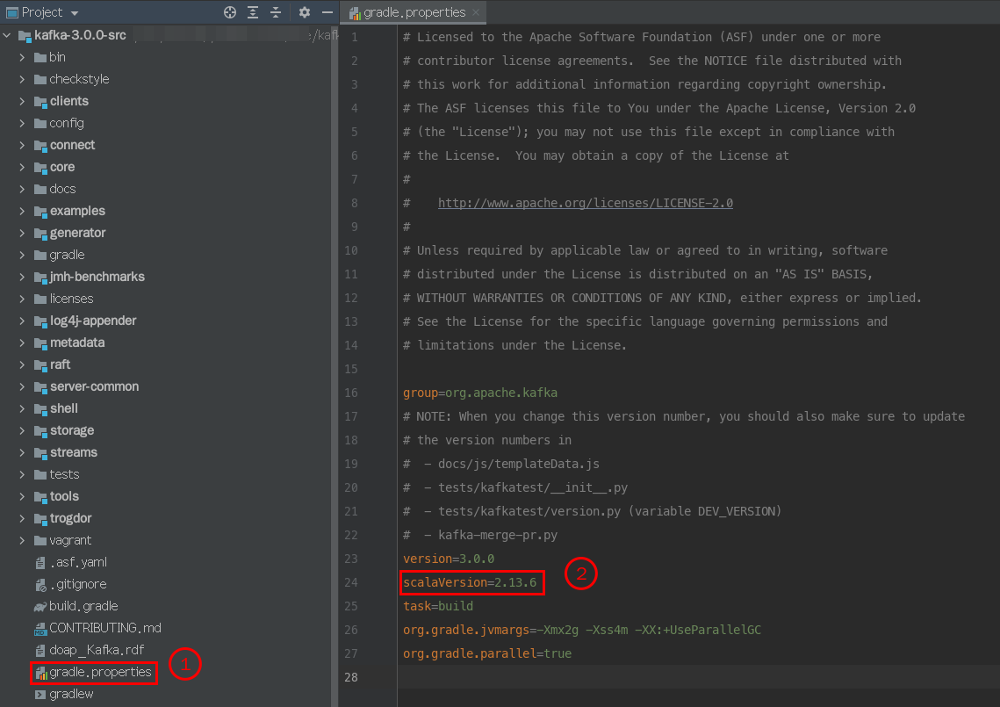 Project
kafka-3.0.0-src
bin
checkstyle
clients
config
connect
core
docs
examples
generator
gradle
jmh-benchmarks
licenses
log4j-appender
metadata
raft
server-common
shell
storage
streams
tests
tools
trogdor
vagrant
.asf.yaml
.gitignore
build.gradle
CONTRIBUTING.md
doap_Kafka.rdf
gradle.properties
1
gradlew
gradle.properties
1 # Licensed to the Apache Software Foundation (ASF) under one or more
2 # contributor license agreements.  See the NOTICE file distributed with
3 # this work for additional information regarding copyright ownership.
4 # The ASF licenses this file to You under the Apache License, Version 2.0
5 # (the "License"); you may not use this file except in compliance with
6 # the License.  You may obtain a copy of the License at
7 #
8 #    http://www.apache.org/licenses/LICENSE-2.0
9 #
10 # Unless required by applicable law or agreed to in writing, software
11 # distributed under the License is distributed on an "AS IS" BASIS,
12 # WITHOUT WARRANTIES OR CONDITIONS OF ANY KIND, either express or implied.
13 # See the License for the specific language governing permissions and
14 # limitations under the License.
15
16 group=org.apache.kafka
17 # NOTE: When you change this version number, you should also make sure to update
18 # the version numbers in
19 #  - docs/js/templateData.js
20 #  - tests/kafkatest/__init__.py
21 #  - tests/kafkatest/version.py (variable DEV_VERSION)
22 #  - kafka-merge-pr.py
23 version=3.0.0
24 scalaVersion=2.13.6
2
25 task=build
26 org.gradle.jvmargs=-Xmx2g -Xss4m -XX:+UseParallelGC
27 org.gradle.parallel=true
28